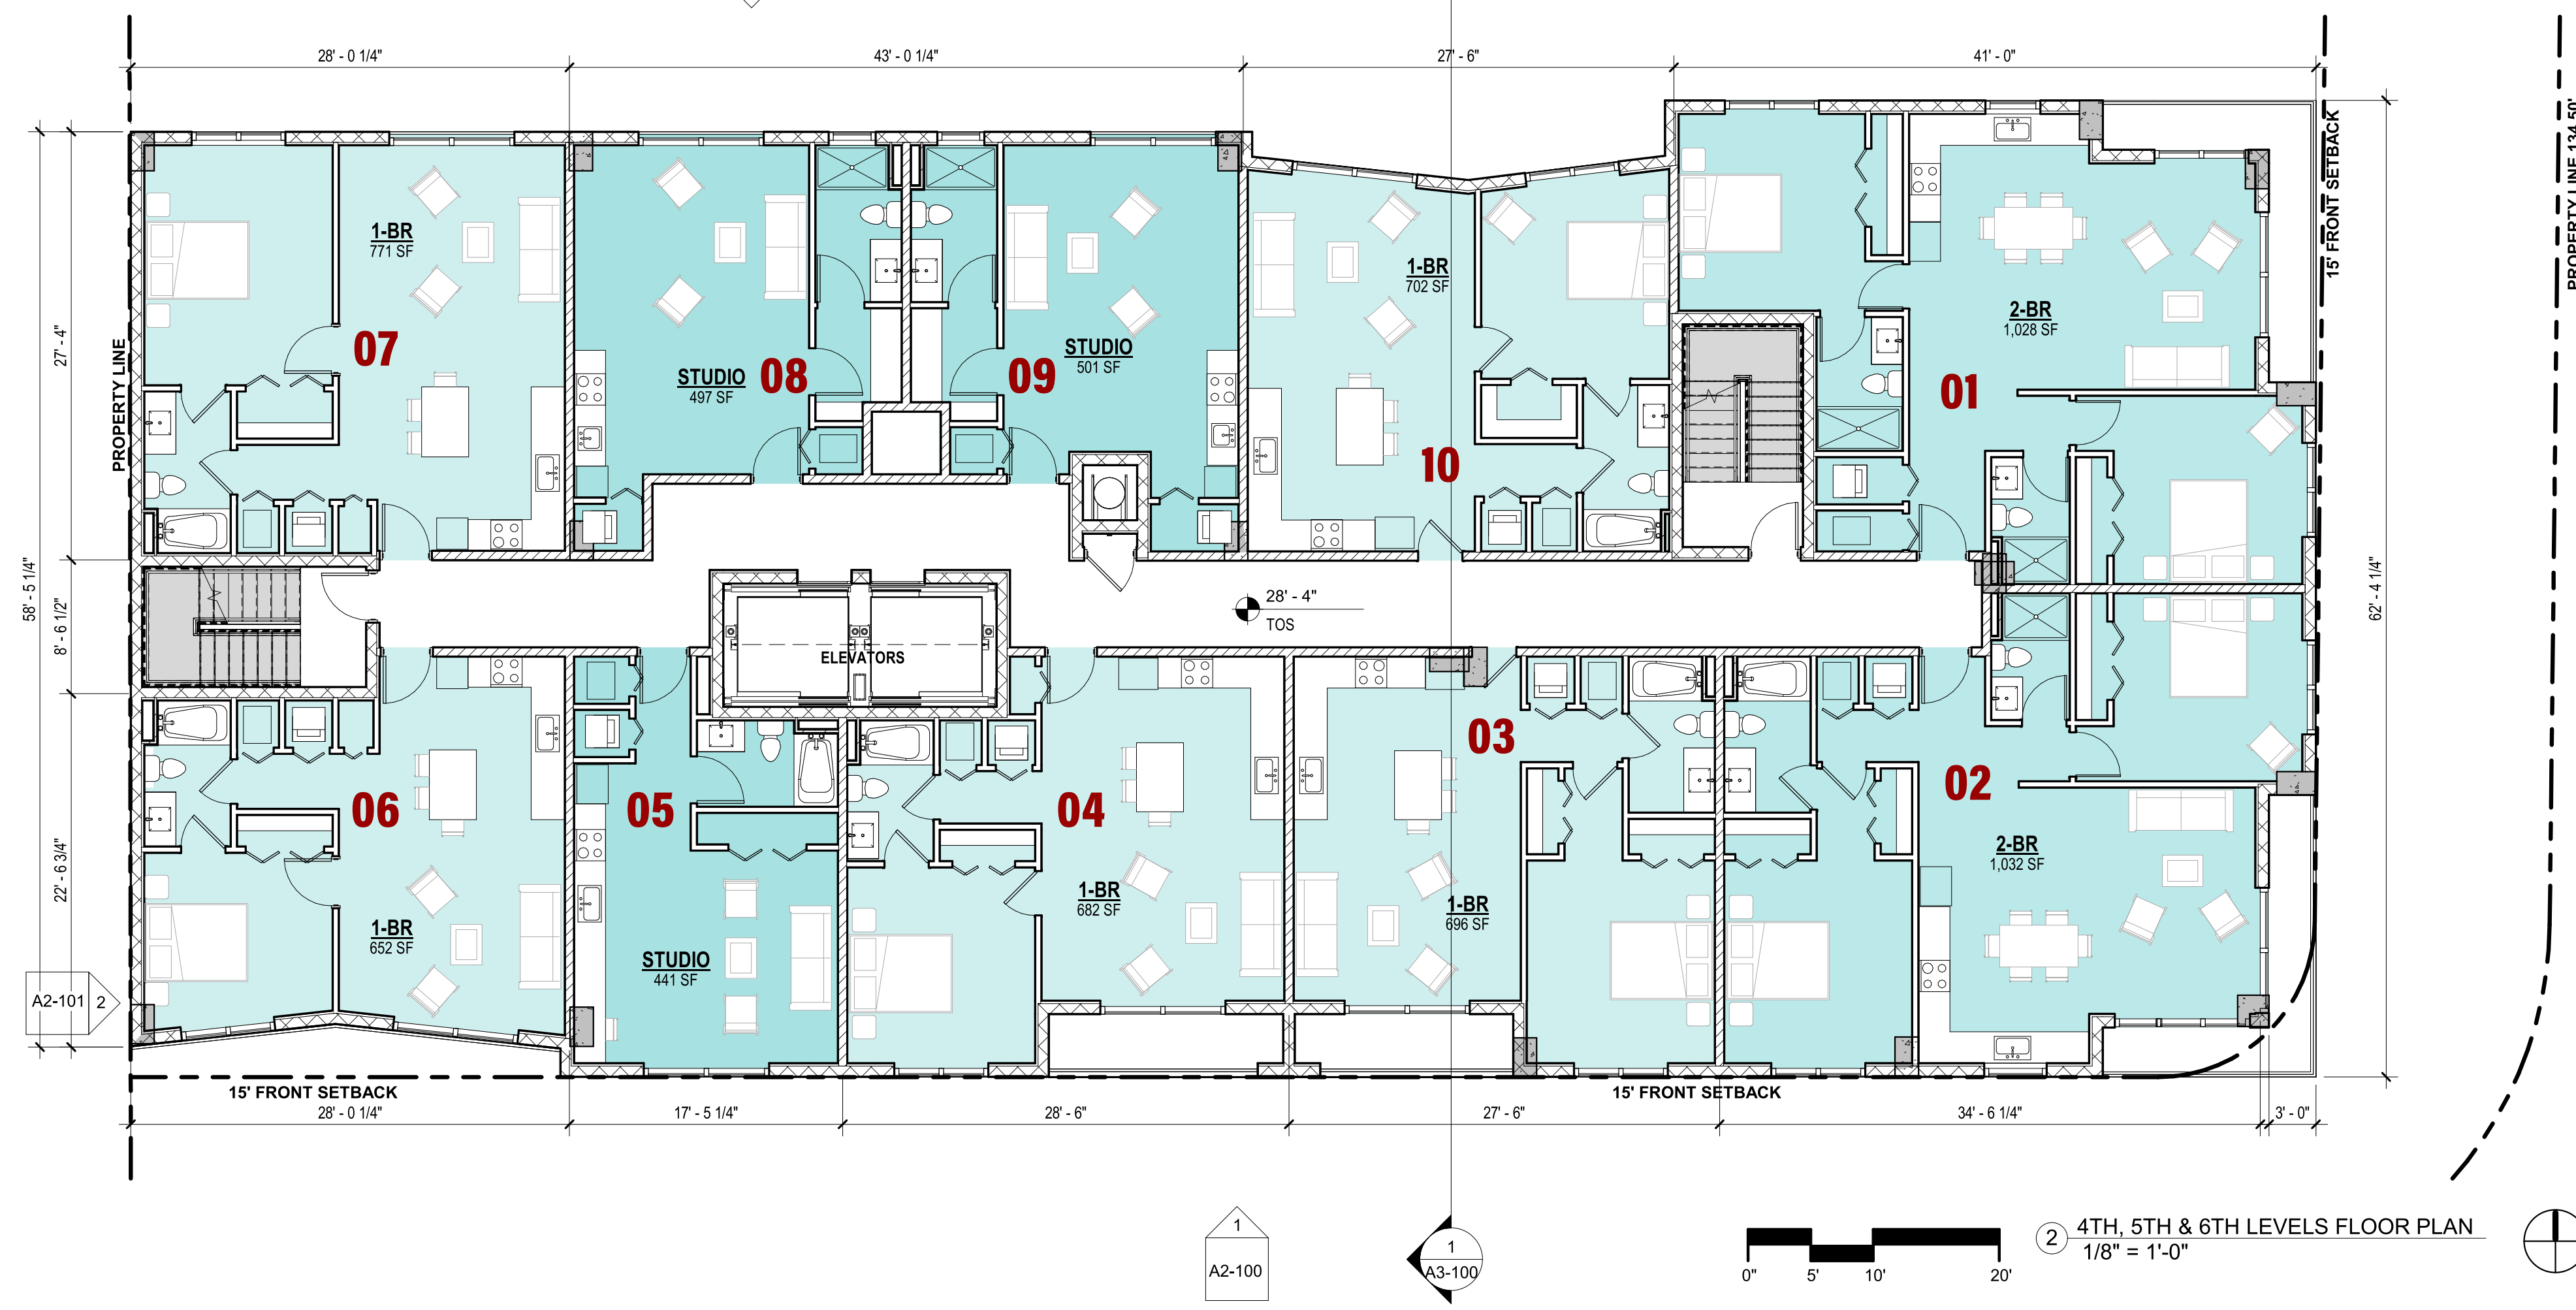 28' - 0 1/4"
43' - 0 1/4"
27' - 6"
41' - 0"
15' FRONT SETBACK
PROPERTY LINE 134.50'
PROPERTY LINE
58' - 5 1/4"
27' - 4"
8' - 6 1/2"
22' - 6 3/4"
62' - 4 1/4"
1-BR
771 SF
07
STUDIO
497 SF
08
09
STUDIO
501 SF
1-BR
702 SF
10
2-BR
1,028 SF
01
28' - 4"
TOS
ELEVATORS
06
1-BR
652 SF
05
STUDIO
441 SF
04
1-BR
682 SF
03
1-BR
696 SF
02
2-BR
1,032 SF
A2-101
2
15' FRONT SETBACK
15' FRONT SETBACK
28' - 0 1/4"
17' - 5 1/4"
28' - 6"
27' - 6"
34' - 6 1/4"
3' - 0"
1
A2-100
1
A3-100
0"
5'
10'
20'
2
4TH, 5TH & 6TH LEVELS FLOOR PLAN
1/8" = 1'-0"